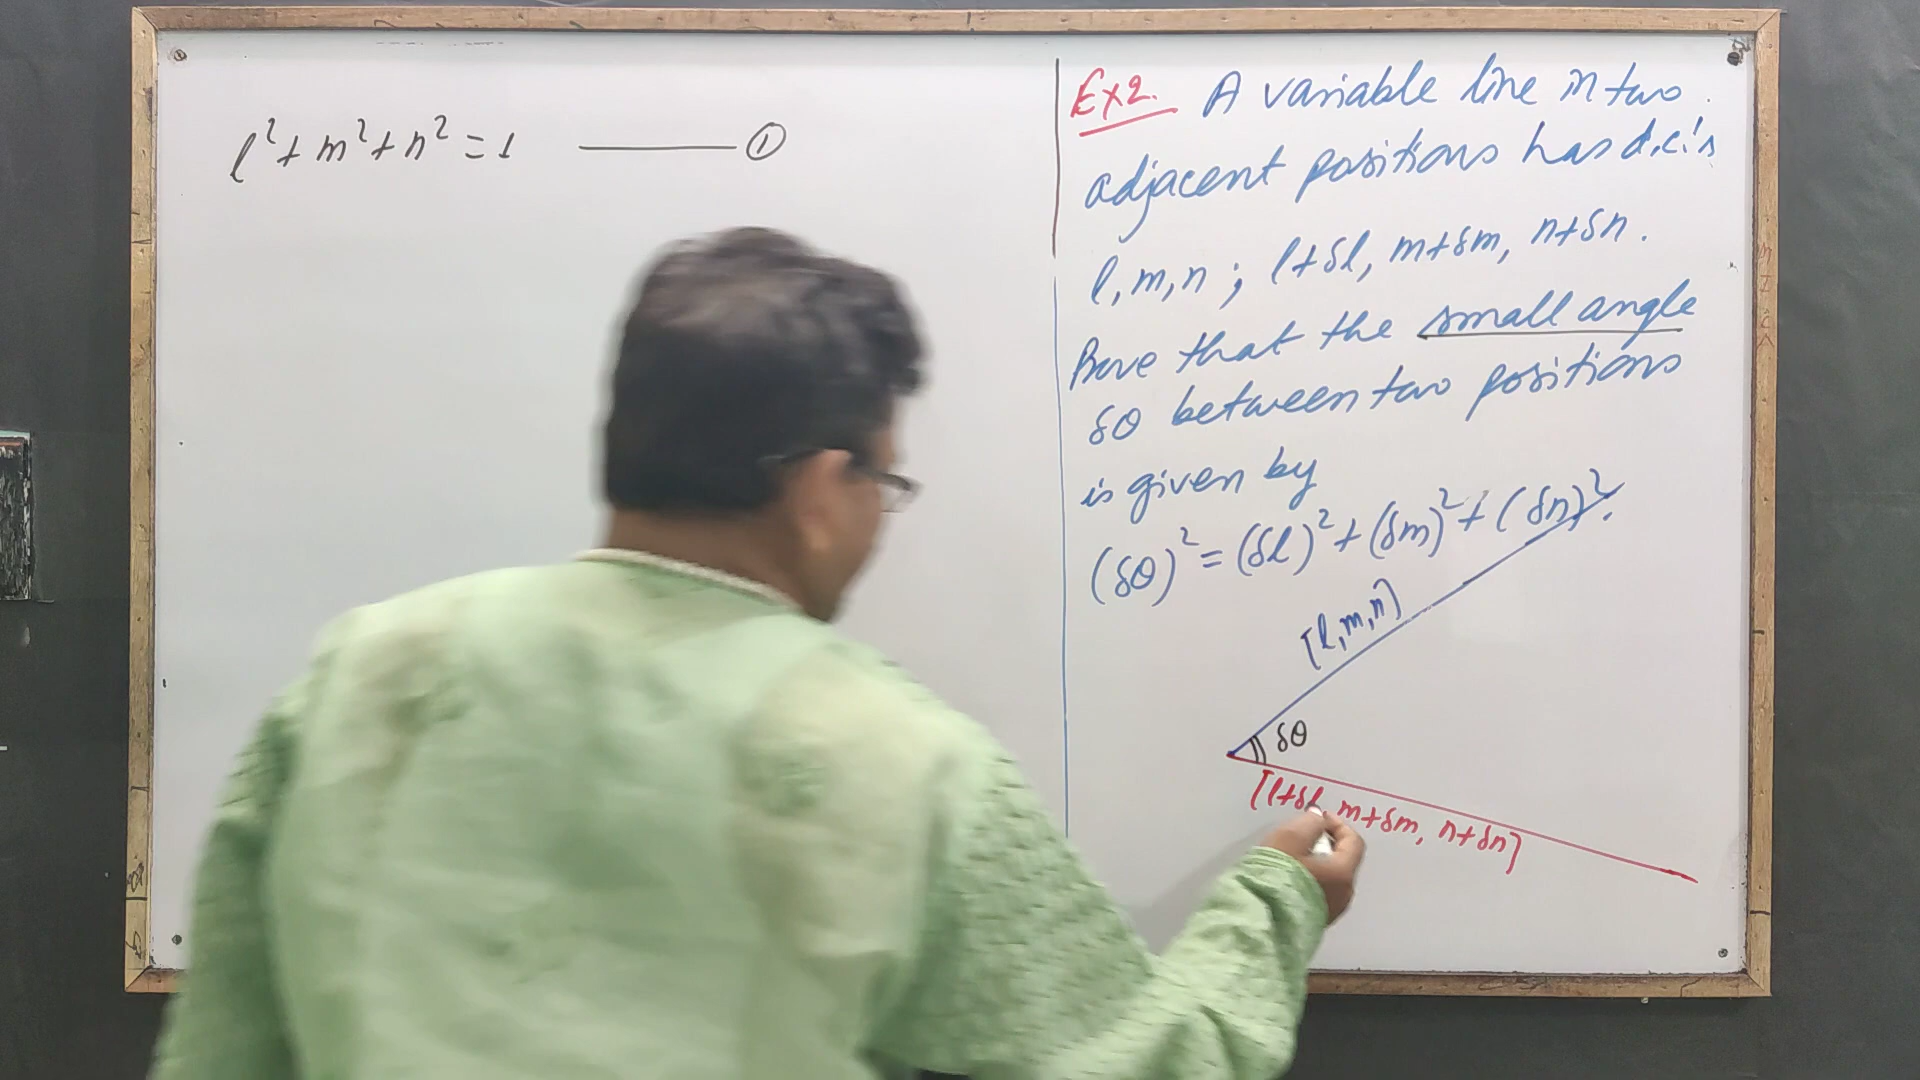 l²+m²+n²=1 ——— ①
Ex2. A variable line in two
adjacent positions has d.c.'s
l,m,n ; l+δl, m+δm, n+δn.
Prove that the small angle
δθ between two positions
is given by
(δθ)²=(δl)²+(δm)²+(δn)².
[l,m,n]
δθ
[l+δl, m+δm, n+δn]